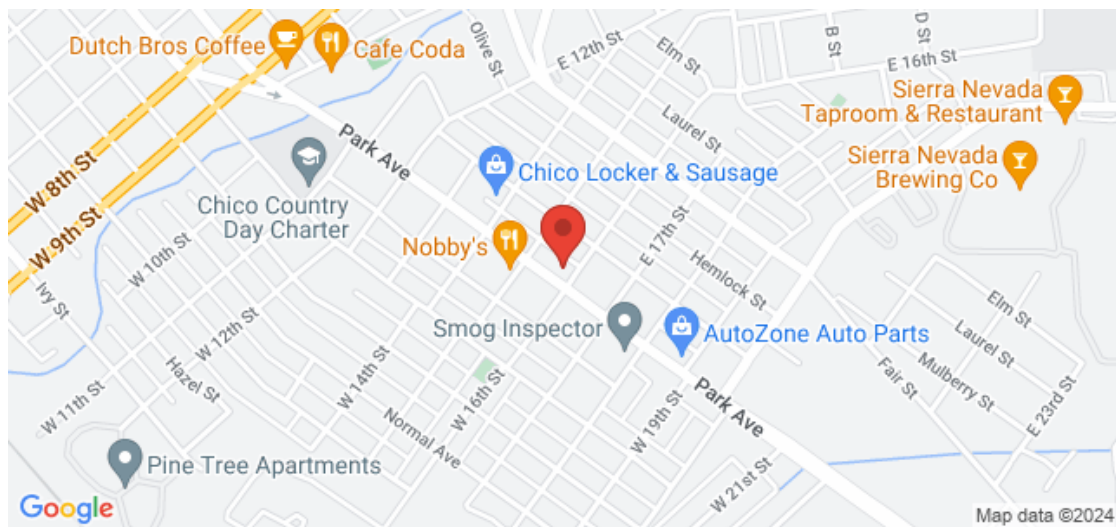 Dutch Bros Coffee
Cafe Coda
Olive St
E 12th St
Elm St
B St
D St
E 16th St
Sierra Nevada
Taproom & Restaurant
Laurel St
Park Ave
W 8th St
W 9th St
Chico Locker & Sausage
Sierra Nevada
Brewing Co
Chico Country
Day Charter
W 10th St
Nobby's
E 17th St
Hemlock St
Ivy St
W 12th St
Smog Inspector
AutoZone Auto Parts
Elm St
Laurel St
Mulberry St
Fair St
E 23rd St
Hazel St
W 14th St
W 11th St
W 16th St
Normal Ave
W 19th St
Park Ave
Pine Tree Apartments
W 21st St
Google
Map data ©2024